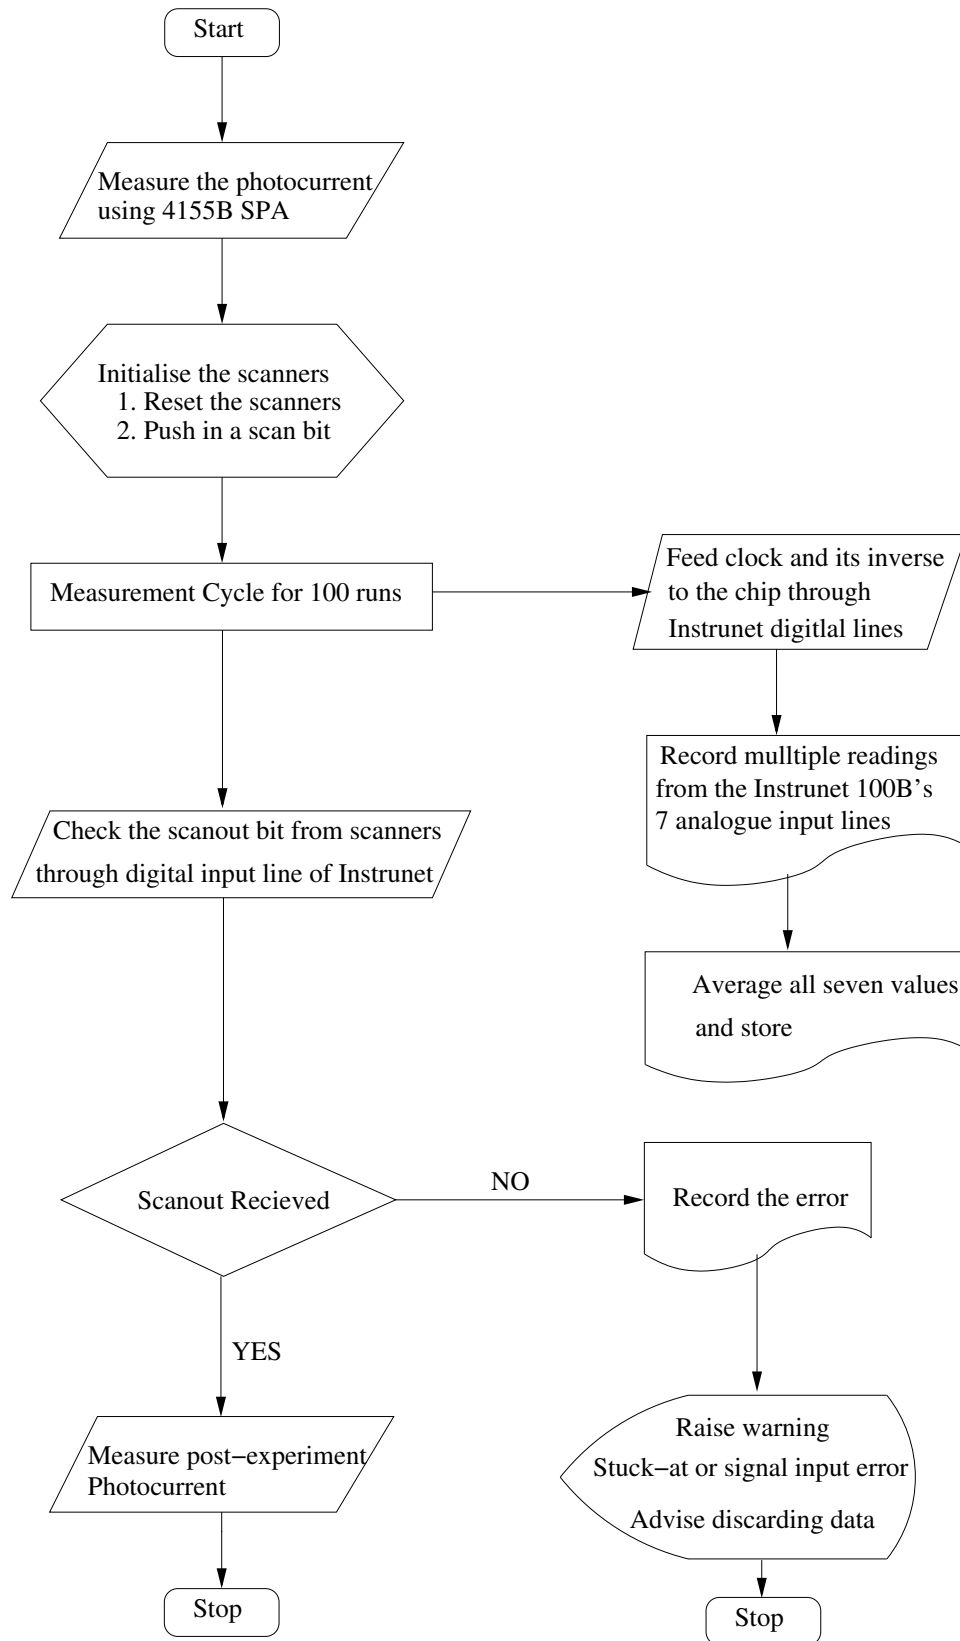 Start
Measure the photocurrent
using 4155B SPA
Initialise the scanners
1. Reset the scanners
2. Push in a scan bit
Measurement Cycle for 100 runs
Feed clock and its inverse
to the chip through
Instrunet digitlal lines
Record mulltiple readings
from the Instrunet 100B's
7 analogue input lines
Average all seven values
and store
Check the scanout bit from scanners
through digital input line of Instrunet
Scanout Recieved
NO
Record the error
Raise warning
Stuck−at or signal input error
Advise discarding data
Stop
YES
Measure post−experiment
Photocurrent
Stop